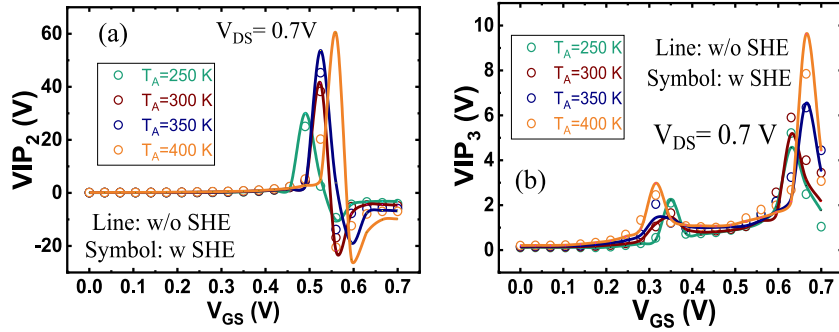 (a)
V_DS= 0.7V
T_A=250 K
T_A=300 K
T_A=350 K
T_A=400 K
Line: w/o SHE
Symbol: w SHE
VIP_2 (V)
60
40
20
0
-20
0.0 0.1 0.2 0.3 0.4 0.5 0.6 0.7
V_GS (V)
T_A=250 K
T_A=300 K
T_A=350 K
T_A=400 K
Line: w/o SHE
Symbol: w SHE
V_DS= 0.7 V
(b)
VIP_3 (V)
10
8
6
4
2
0
0.0 0.1 0.2 0.3 0.4 0.5 0.6 0.7
V_GS (V)